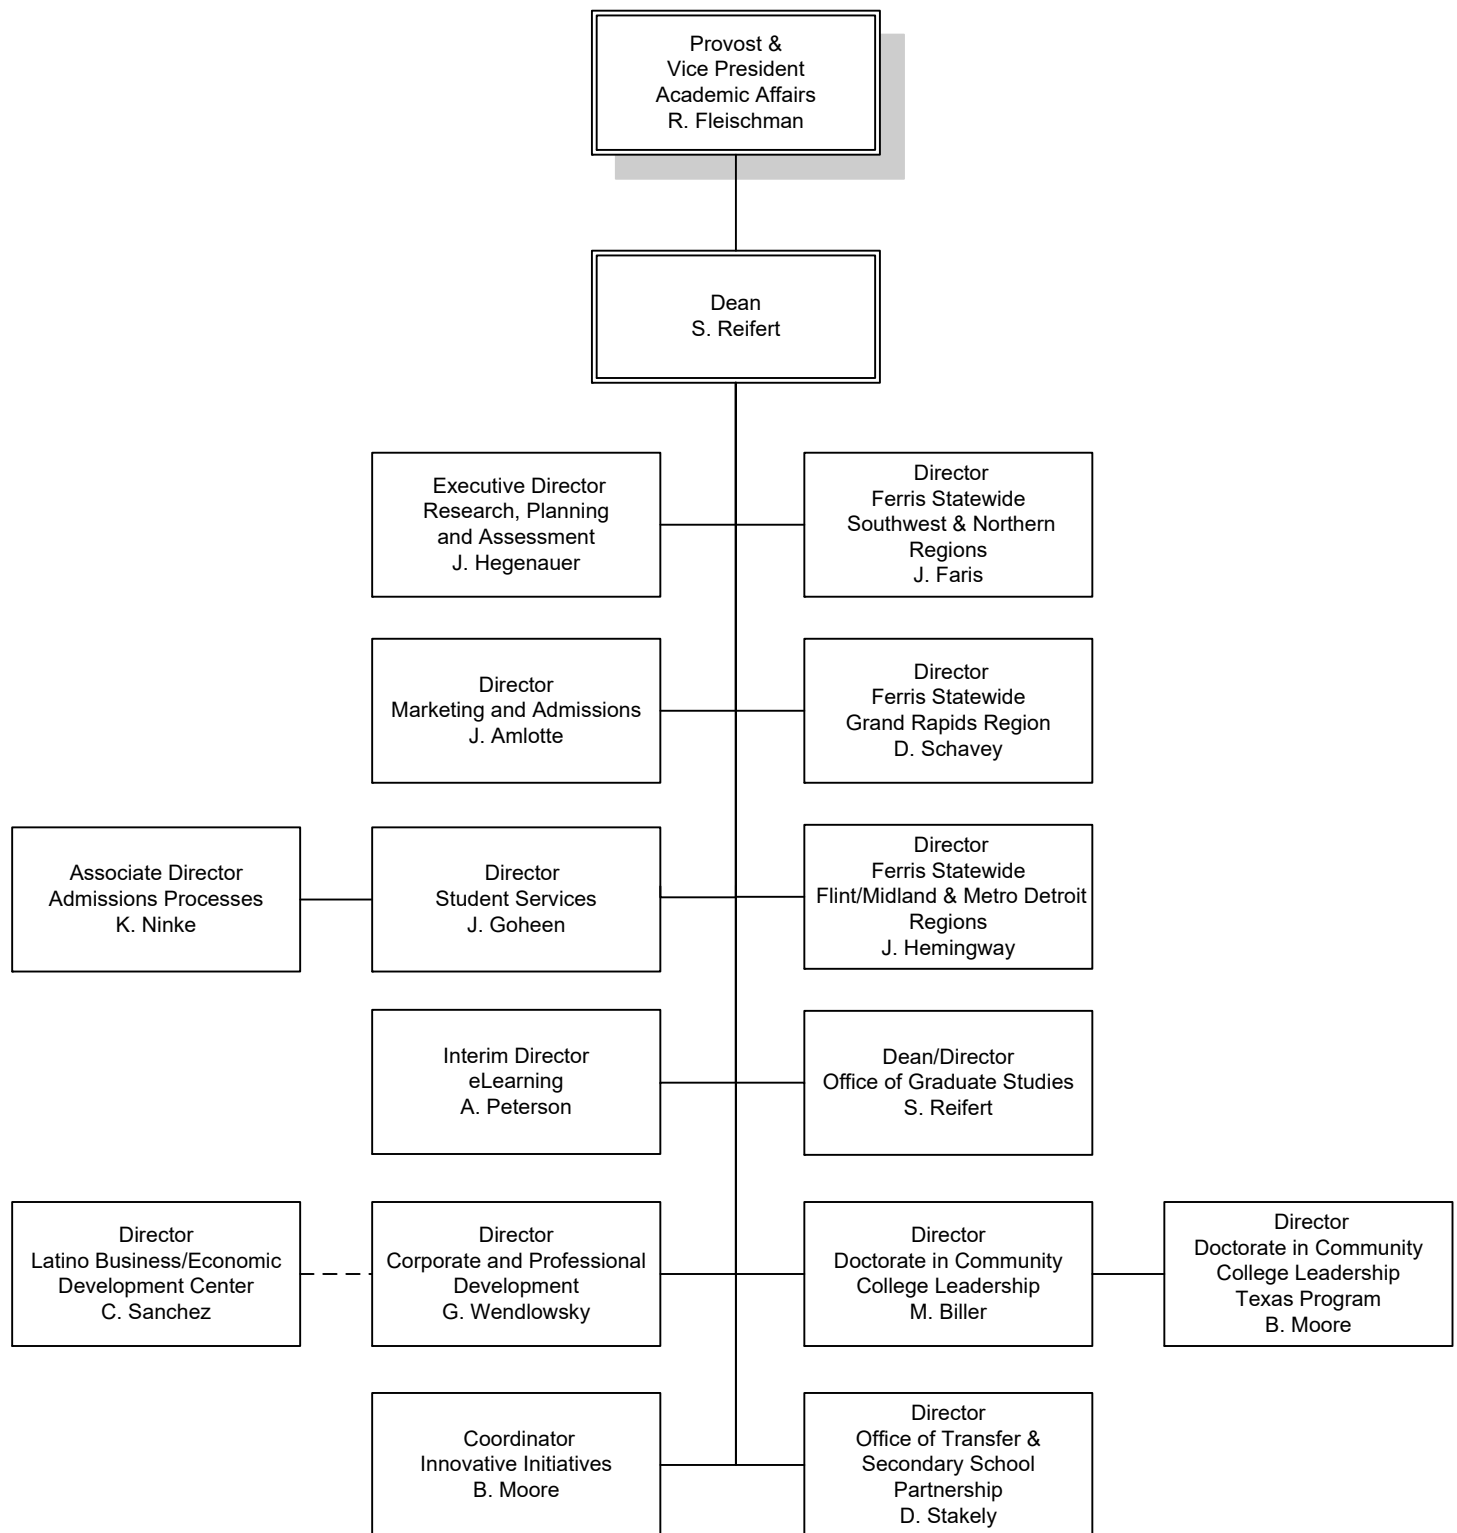 Provost &
Vice President
Academic Affairs
R. Fleischman
Dean
S. Reifert
Executive Director
Research, Planning
and Assessment
J. Hegenauer
Director
Ferris Statewide
Southwest & Northern
Regions
J. Faris
Director
Marketing and Admissions
J. Amlotte
Director
Ferris Statewide
Grand Rapids Region
D. Schavey
Associate Director
Admissions Processes
K. Ninke
Director
Student Services
J. Goheen
Director
Ferris Statewide
Flint/Midland & Metro Detroit
Regions
J. Hemingway
Interim Director
eLearning
A. Peterson
Dean/Director
Office of Graduate Studies
S. Reifert
Director
Latino Business/Economic
Development Center
C. Sanchez
Director
Corporate and Professional
Development
G. Wendlowsky
Director
Doctorate in Community
College Leadership
M. Biller
Director
Doctorate in Community
College Leadership
Texas Program
B. Moore
Coordinator
Innovative Initiatives
B. Moore
Director
Office of Transfer &
Secondary School
Partnership
D. Stakely